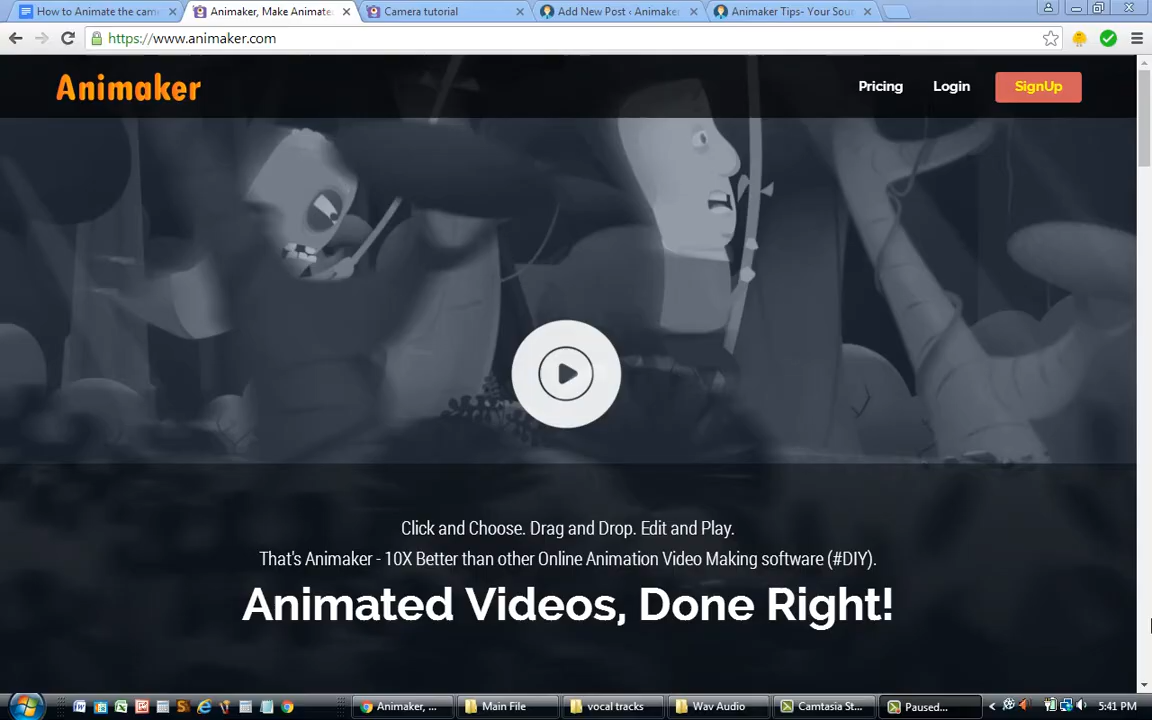 How to Animate the cam
Animaker, Make Animate
Camera tutorial
Add New Post ‹ Animaker
Animaker Tips- Your Sou
https://www.animaker.com
Animaker
Pricing
Login
SignUp
Click and Choose. Drag and Drop. Edit and Play.
That's Animaker - 10X Better than other Online Animation Video Making software (#DIY).
Animated Videos, Done Right!
Animaker, ...
Main File
vocal tracks
Wav Audio
Camtasia St...
Paused...
5:41 PM